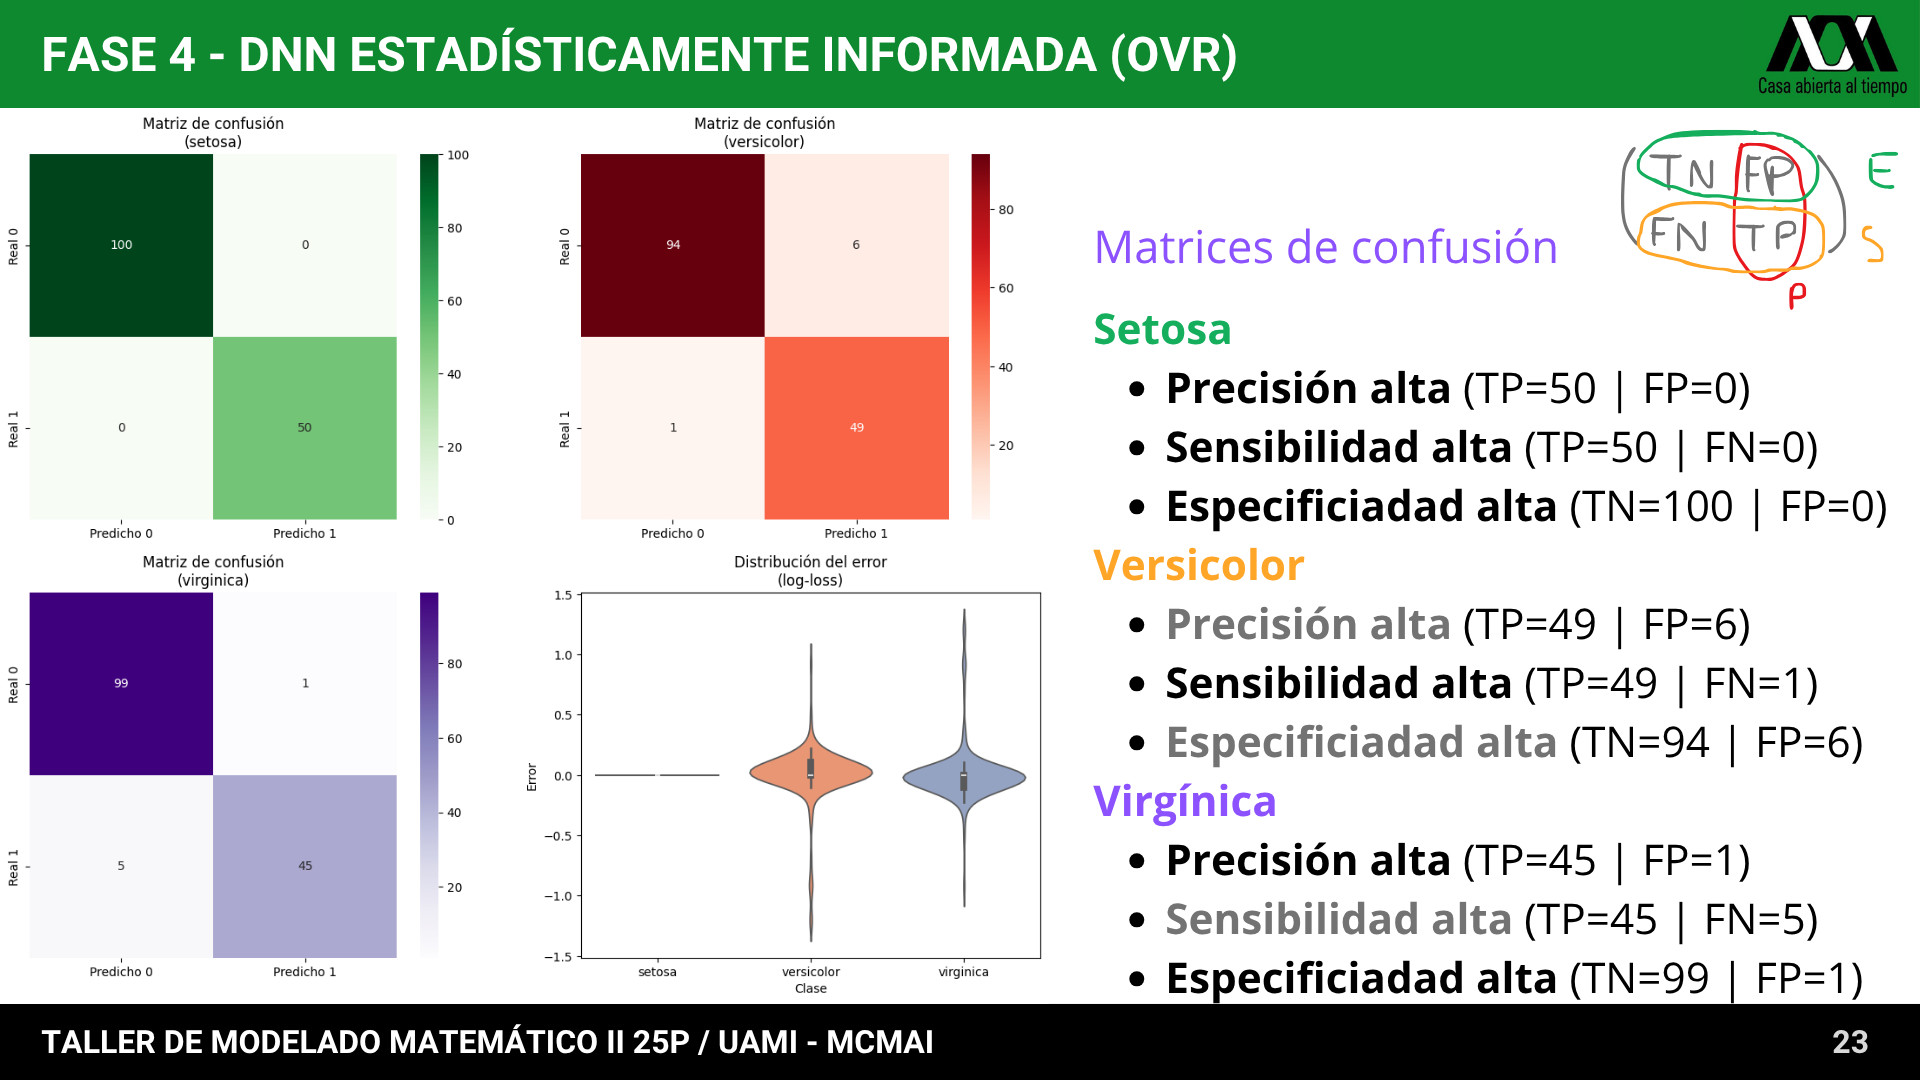 FASE 4 - DNN ESTADÍSTICAMENTE INFORMADA (OVR)
Casa abierta al tiempo
Matriz de confusión
(setosa)
Real 0
Real 1
100
0
0
50
Predicho 0
Predicho 1
100
80
60
40
20
0
Matriz de confusión
(versicolor)
Real 0
Real 1
94
6
1
49
Predicho 0
Predicho 1
80
60
40
20
Matriz de confusión
(virginica)
Real 0
Real 1
99
1
5
45
Predicho 0
Predicho 1
80
60
40
20
Distribución del error
(log-loss)
Error
1.5
1.0
0.5
0.0
−0.5
−1.0
−1.5
setosa
versicolor
virginica
Clase
TN FP
FN TP
E
S
P
Matrices de confusión
Setosa
• Precisión alta (TP=50 | FP=0)
• Sensibilidad alta (TP=50 | FN=0)
• Especificiadad alta (TN=100 | FP=0)
Versicolor
• Precisión alta (TP=49 | FP=6)
• Sensibilidad alta (TP=49 | FN=1)
• Especificiadad alta (TN=94 | FP=6)
Virgínica
• Precisión alta (TP=45 | FP=1)
• Sensibilidad alta (TP=45 | FN=5)
• Especificiadad alta (TN=99 | FP=1)
TALLER DE MODELADO MATEMÁTICO II 25P / UAMI - MCMAI
23